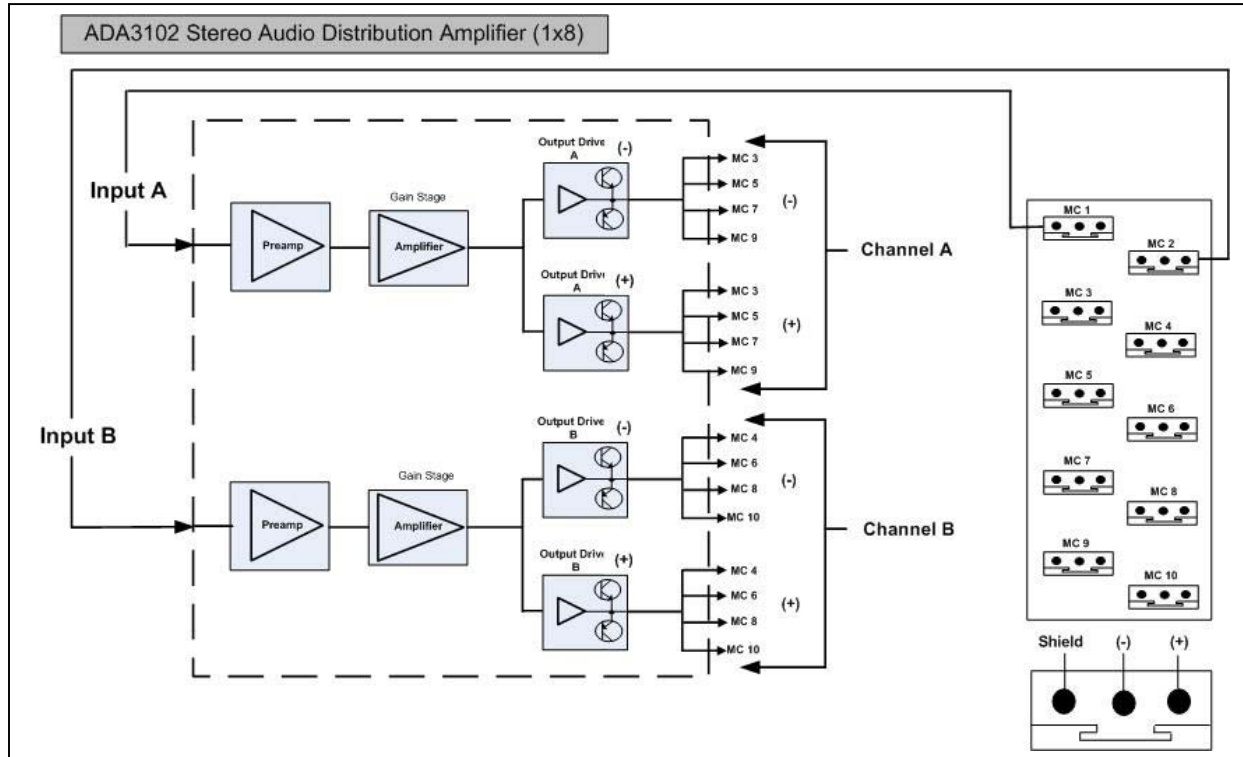 ADA3102 Stereo Audio Distribution Amplifier (1x8)
Input A
Preamp
Gain Stage
Amplifier
Output Drive
A
(-)
MC 3
MC 5
MC 7
MC 9
(-)
Output Drive
A
(+)
MC 3
MC 5
MC 7
MC 9
(+)
Channel A
Input B
Preamp
Gain Stage
Amplifier
Output Drive
B
(-)
MC 4
MC 6
MC 8
MC 10
(-)
Output Drive
B
(+)
MC 4
MC 6
MC 8
MC 10
(+)
Channel B
MC 1
MC 2
MC 3
MC 4
MC 5
MC 6
MC 7
MC 8
MC 9
MC 10
Shield
(-)
(+)